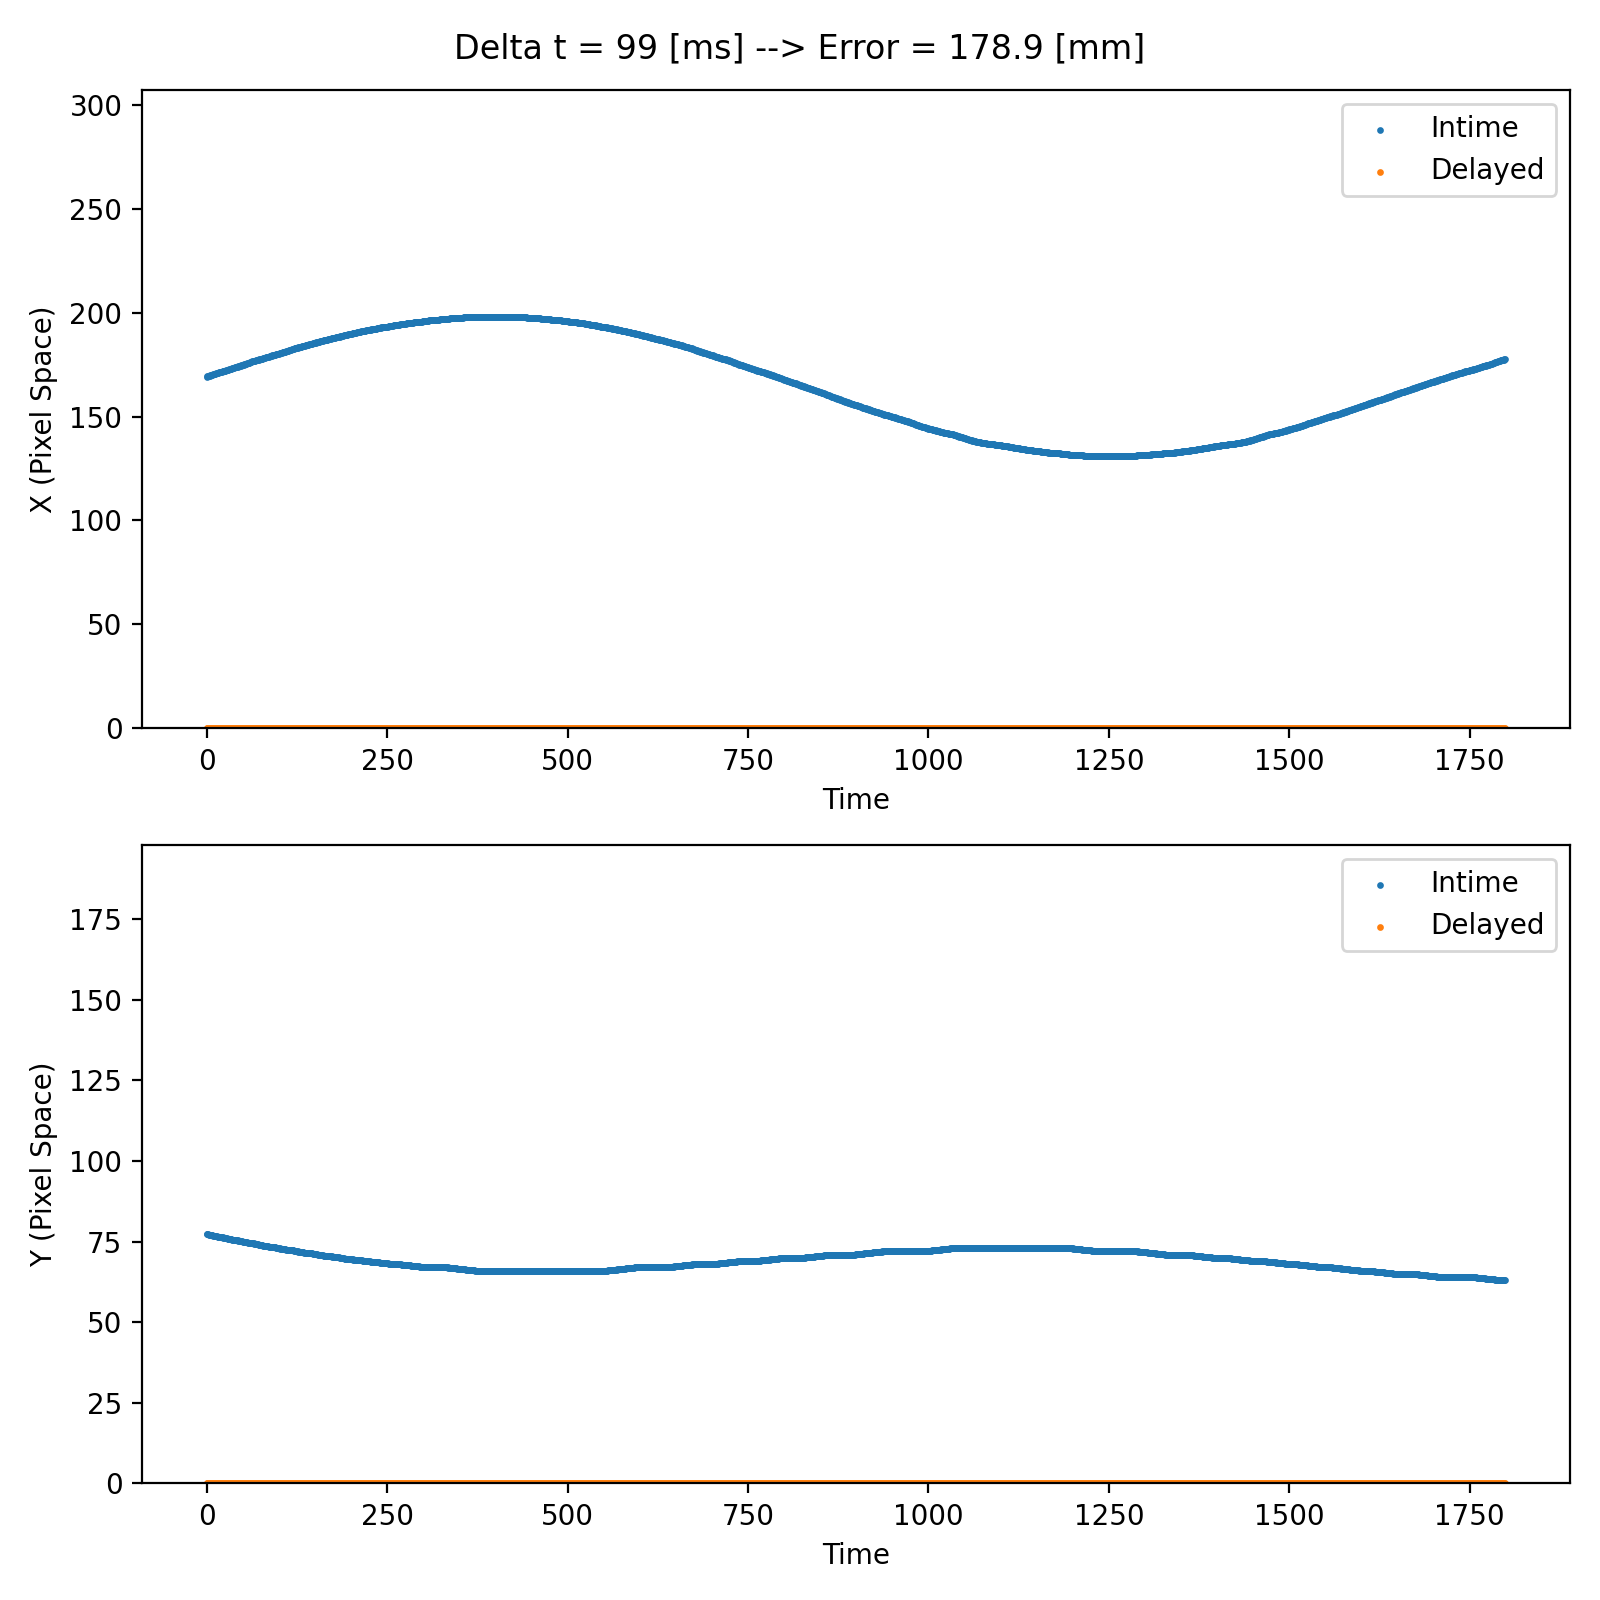 Delta t = 99 [ms] --> Error = 178.9 [mm]
300
250
200
150
100
50
0
X (Pixel Space)
Intime
Delayed
0 250 500 750 1000 1250 1500 1750
Time
175
150
125
100
75
50
25
0
Y (Pixel Space)
Intime
Delayed
0 250 500 750 1000 1250 1500 1750
Time